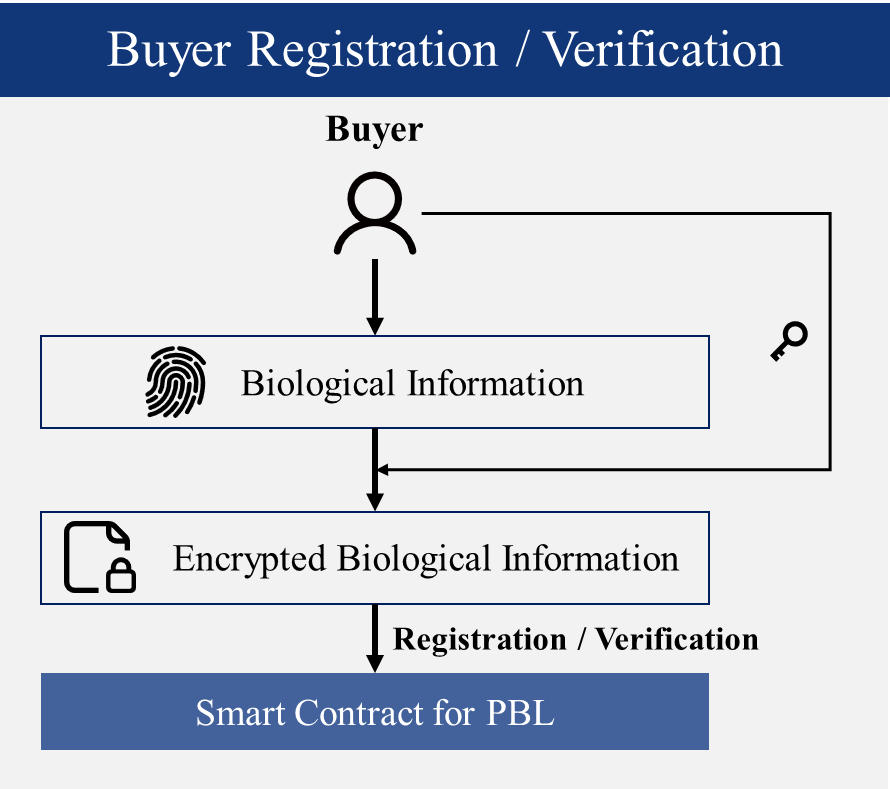 Buyer Registration / Verification
Buyer
Biological Information
Encrypted Biological Information
Registration / Verification
Smart Contract for PBL